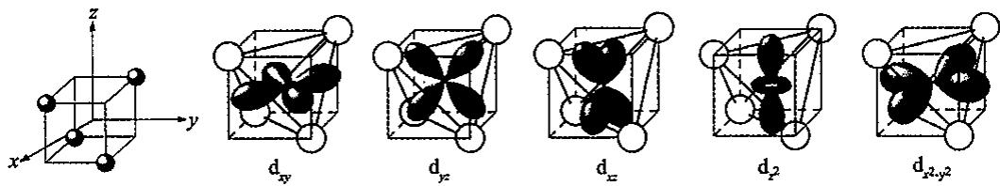 z
y
x
d_xy
d_yz
d_xz
d_z²
d_x²-y²